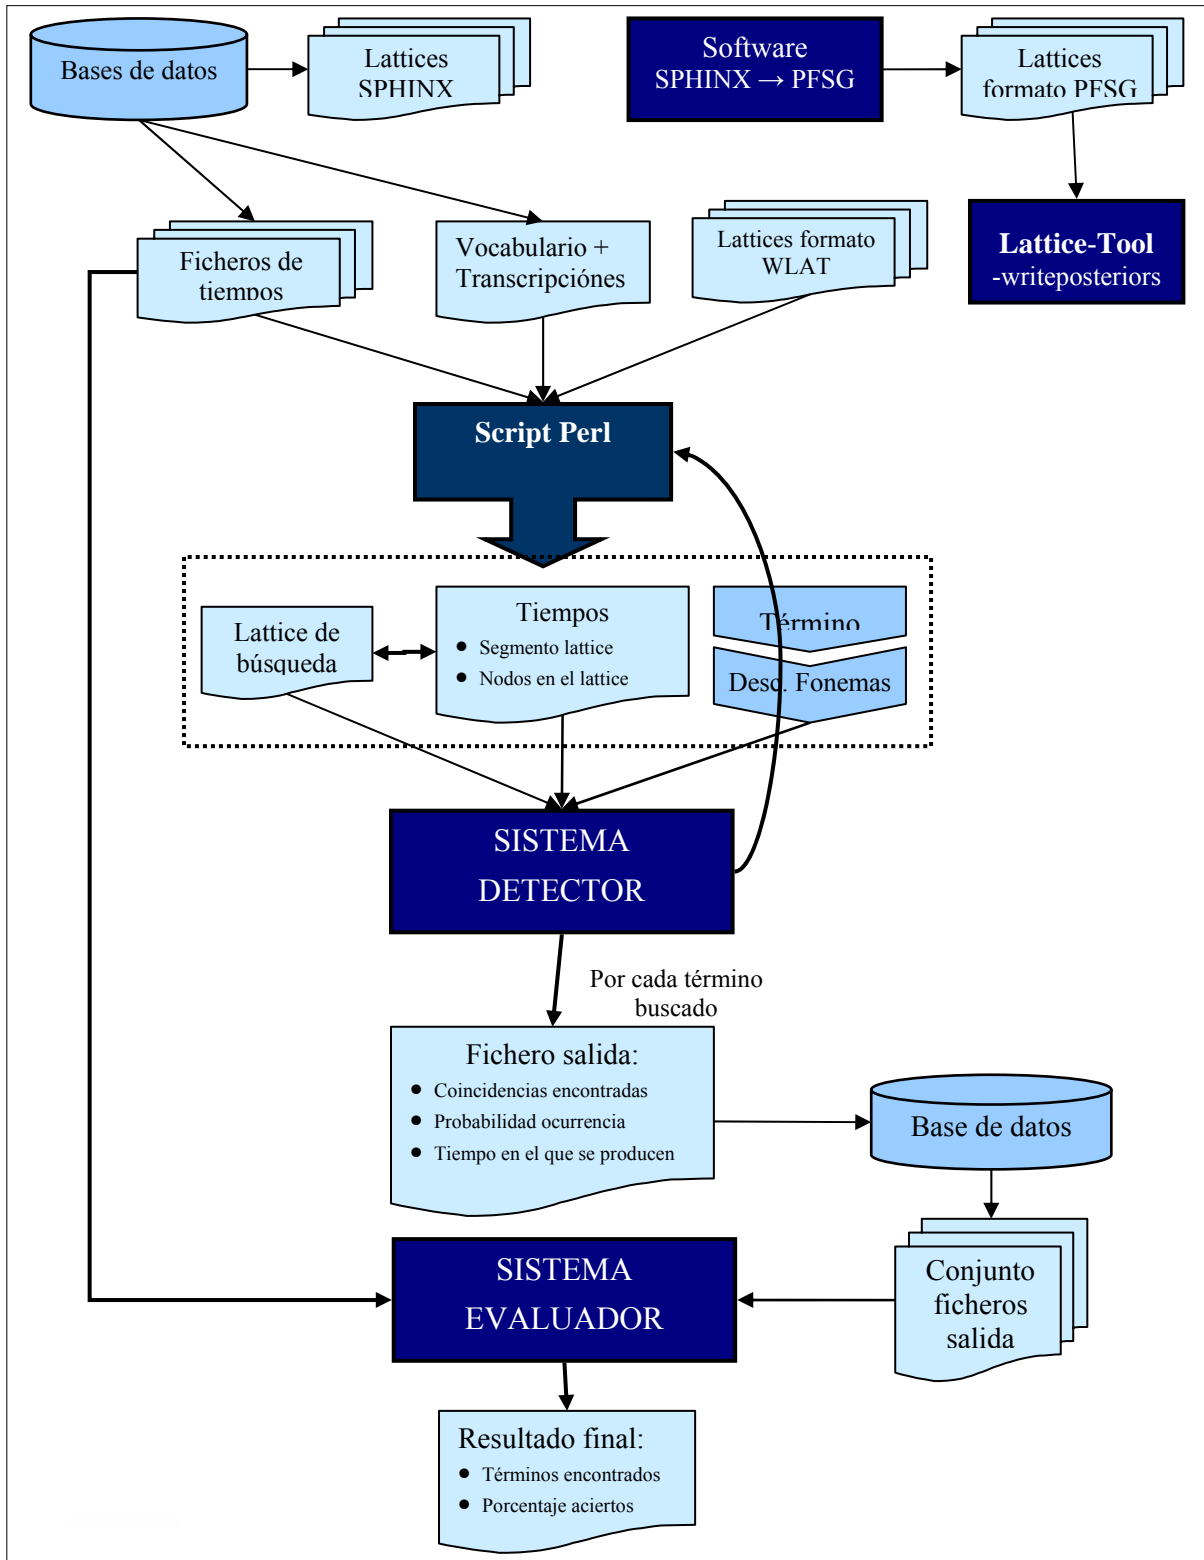 Bases de datos
Lattices
SPHINX
Software
SPHINX → PFSG
Lattices
formato PFSG
Ficheros de
tiempos
Vocabulario +
Transcripciónes
Lattices formato
WLAT
Lattice-Tool
-writeposteriors
Script Perl
Lattice de
búsqueda
Tiempos
● Segmento lattice
● Nodos en el lattice
Término
Desc. Fonemas
SISTEMA
DETECTOR
Por cada término
buscado
Fichero salida:
● Coincidencias encontradas
● Probabilidad ocurrencia
● Tiempo en el que se producen
Base de datos
SISTEMA
EVALUADOR
Conjunto
ficheros
salida
Resultado final:
● Términos encontrados
● Porcentaje aciertos